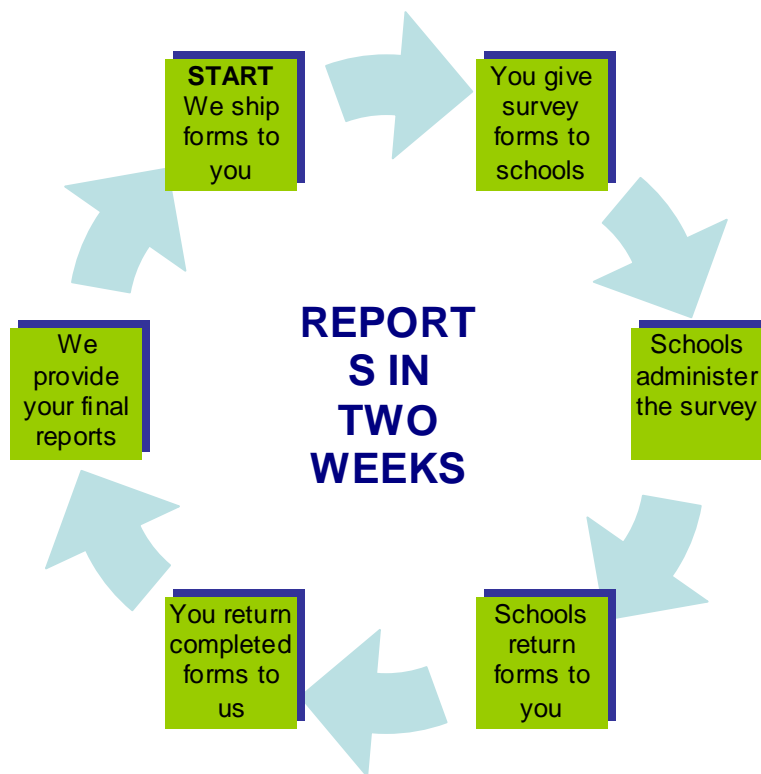 START
We ship
forms to
you
You give
survey
forms to
schools
Schools
administer
the survey
Schools
return
forms to
you
You return
completed
forms to
us
We
provide
your final
reports
REPORT
S IN
TWO
WEEKS